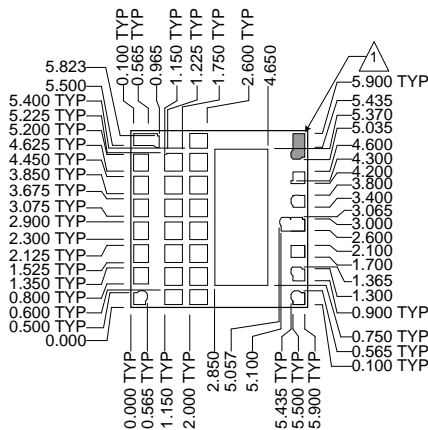 0.100 TYP
0.565 TYP
0.965
1.150 TYP
1.225 TYP
1.750 TYP
2.600 TYP
4.650
1
5.823
5.500
5.400 TYP
5.225 TYP
5.200 TYP
4.625 TYP
4.450 TYP
3.850 TYP
3.675 TYP
3.075 TYP
2.900 TYP
2.300 TYP
2.125 TYP
1.525 TYP
1.350 TYP
0.800 TYP
0.600 TYP
0.500 TYP
0.000
5.900 TYP
5.435
5.370
5.035
4.600
4.300
4.200
3.800
3.400
3.065
3.000
2.600
2.100
1.700
1.365
1.300
0.900 TYP
0.750 TYP
0.565 TYP
0.100 TYP
0.000 TYP
0.565 TYP
1.150 TYP
2.000 TYP
2.850
5.057
5.100
5.435 TYP
5.500 TYP
5.900 TYP